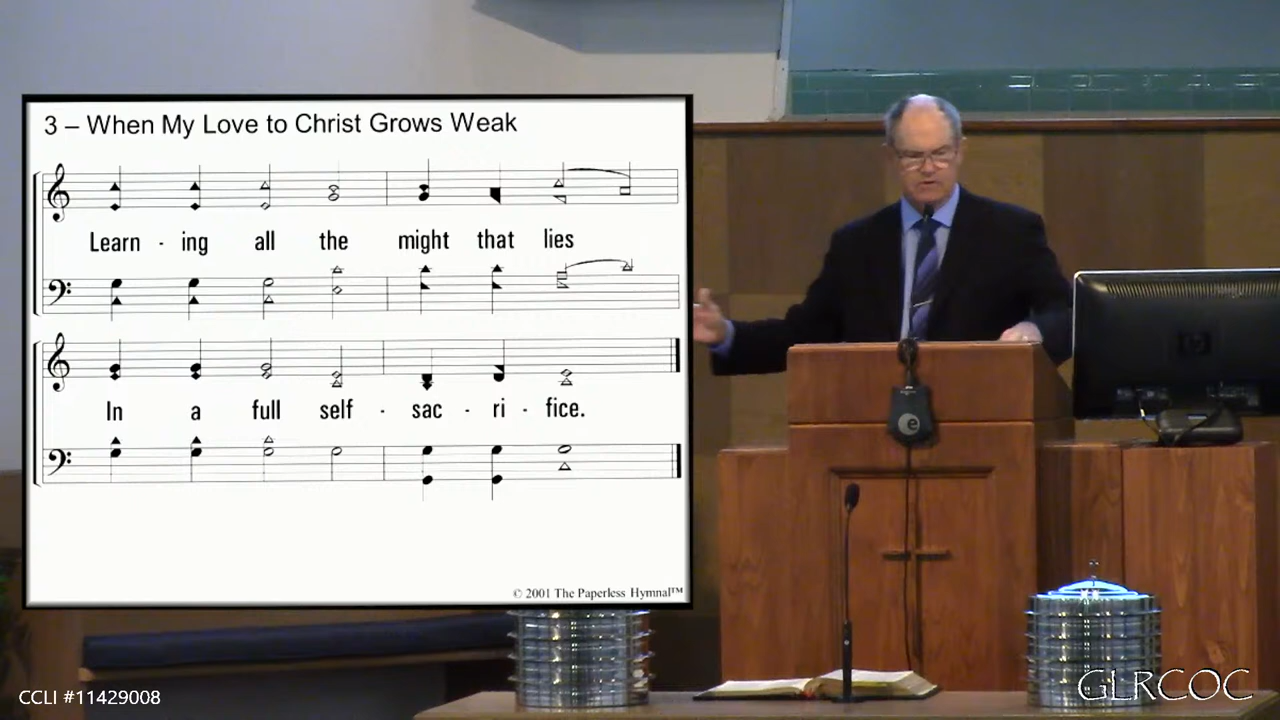 3 – When My Love to Christ Grows Weak
Learn - ing all the might that lies
In a full self - sac - ri - fice.
© 2001 The Paperless Hymnal™
e
CCLI #11429008
GLRCOC